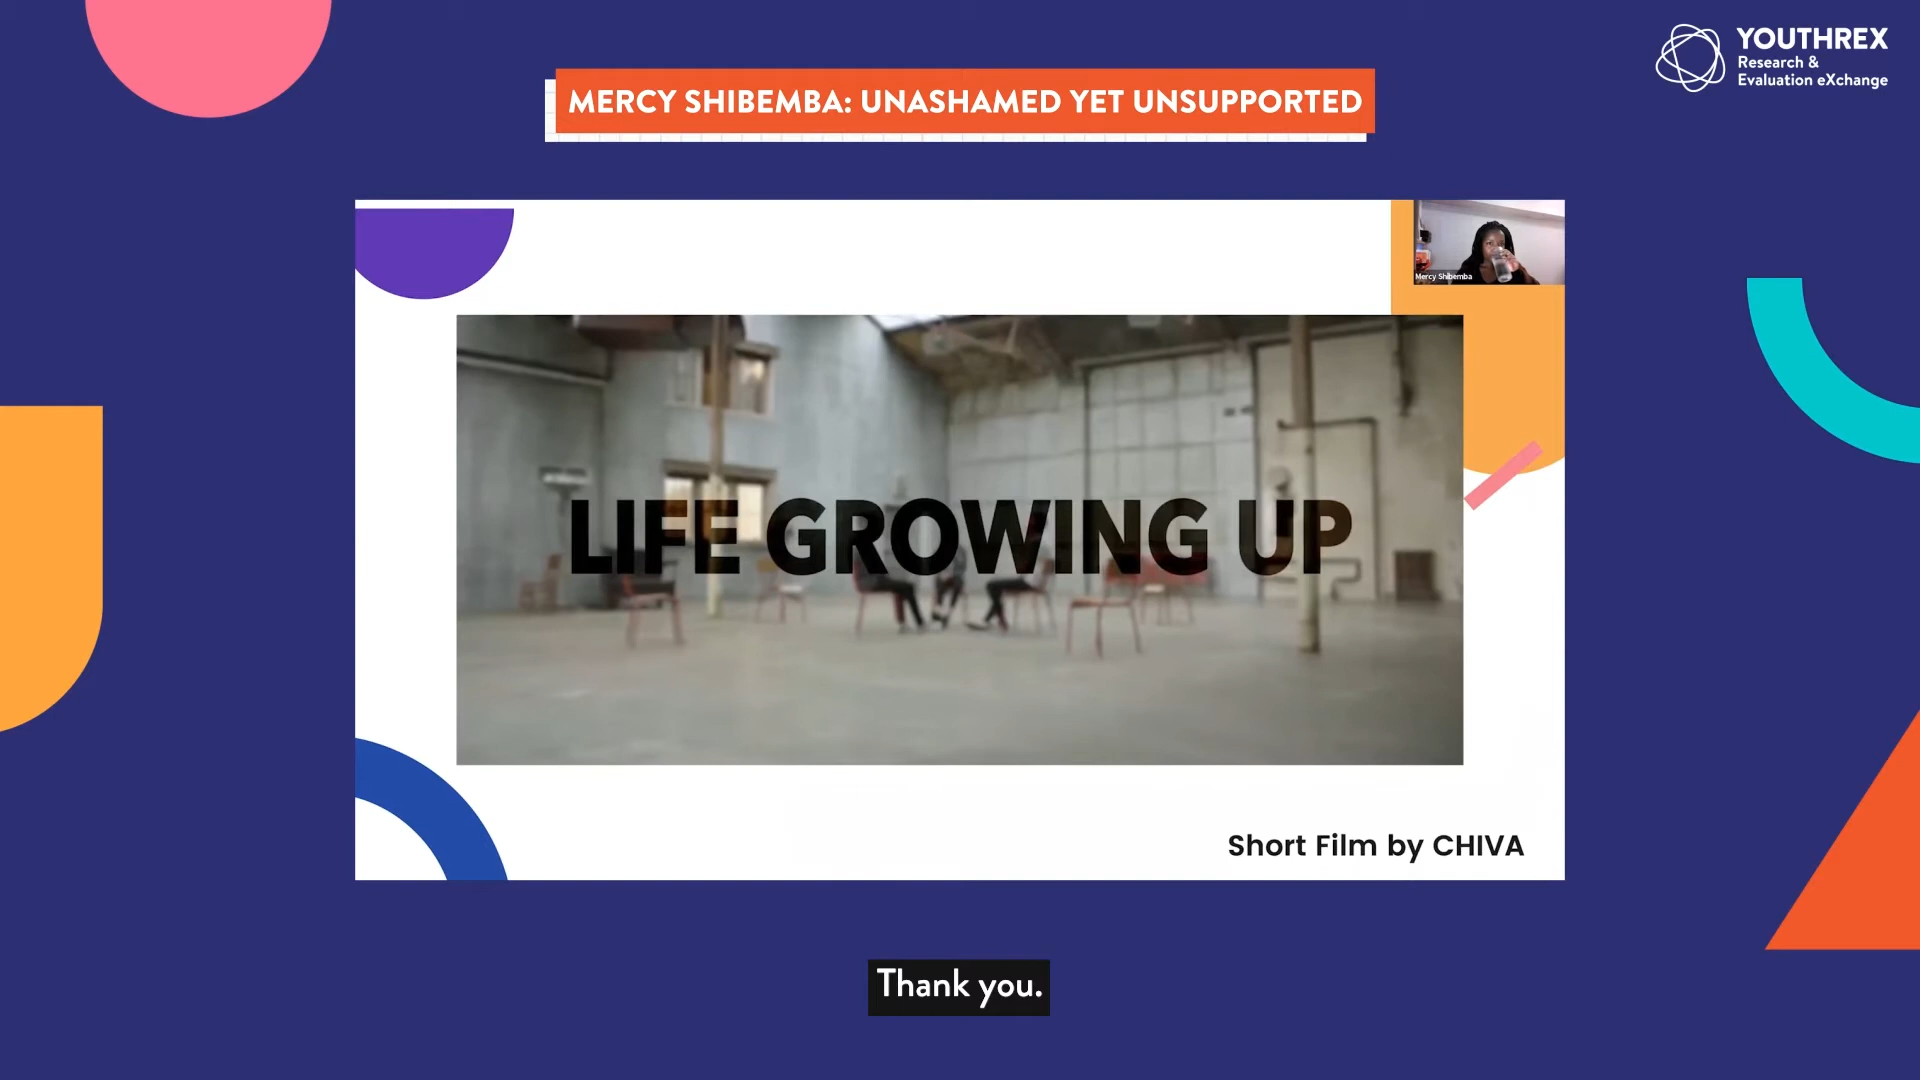 YOUTHREX
Research &
Evaluation eXchange
MERCY SHIBEMBA: UNASHAMED YET UNSUPPORTED
Mercy Shibemba
LIFE GROWING UP
Short Film by CHIVA
Thank you.